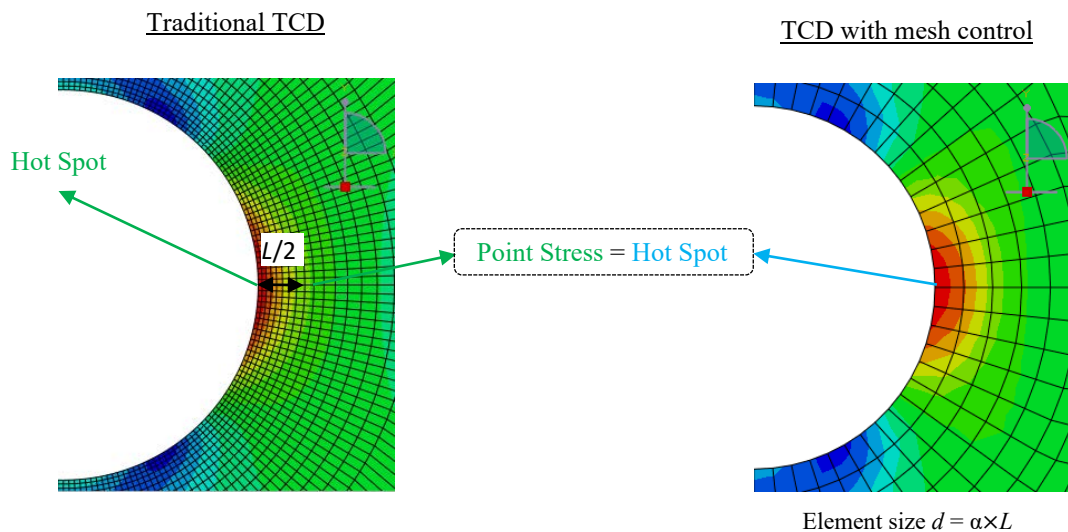 Traditional TCD
TCD with mesh control
Hot Spot
L/2
Point Stress = Hot Spot
Element size d = α×L